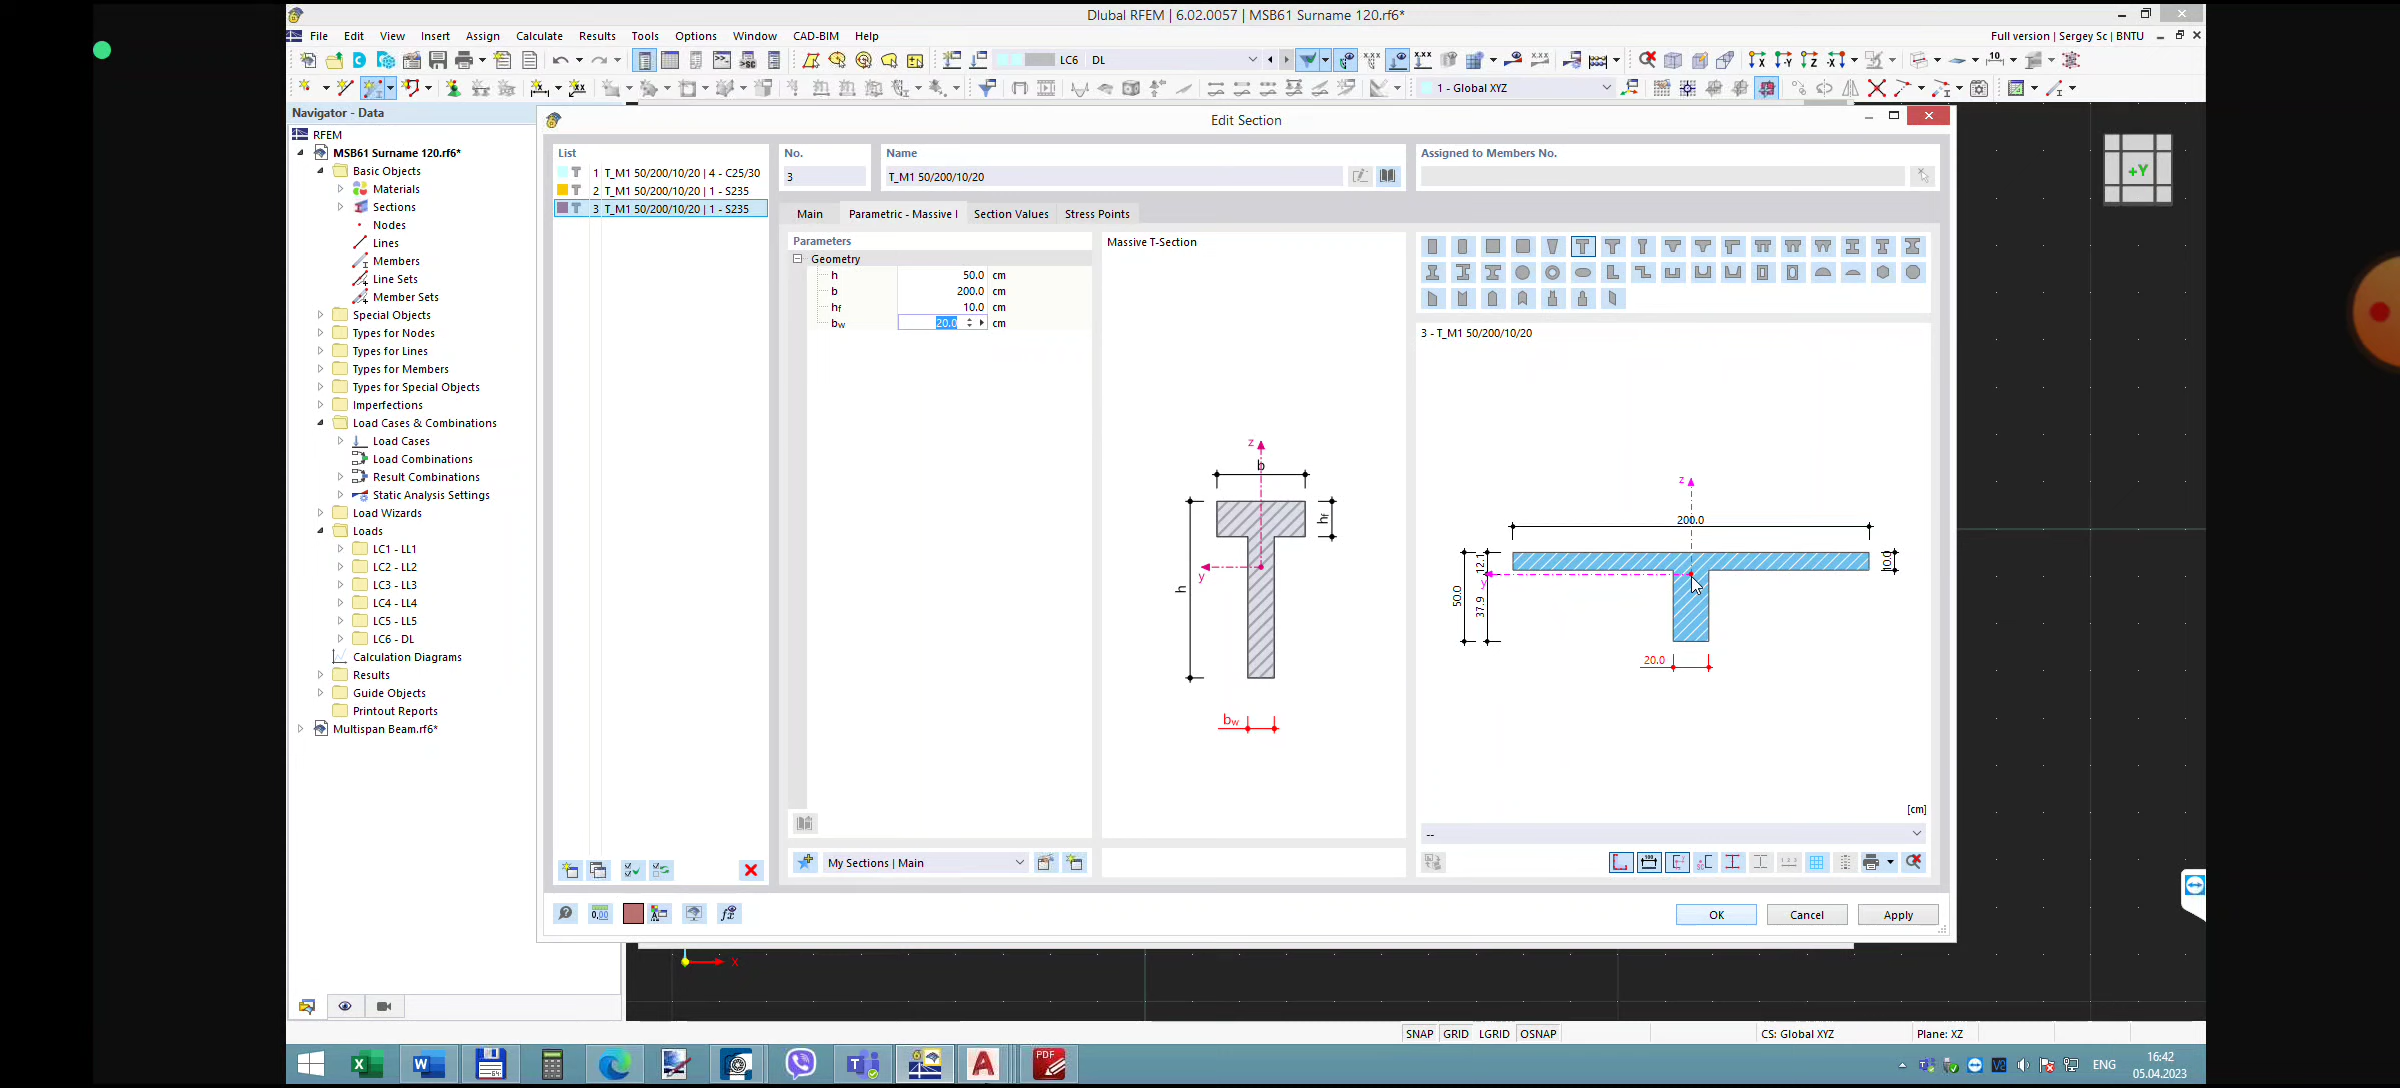 Dlubal RFEM | 6.02.0057 | MSB61 Surname 120.rf6*
File Edit View Insert Assign Calculate Results Tools Options Window CAD-BIM Help
Full version | Sergey Sc | BNTU
LC6 DL
1 - Global XYZ
Navigator - Data
RFEM
MSB61 Surname 120.rf6*
Basic Objects
Materials
Sections
Nodes
Lines
Members
Line Sets
Member Sets
Special Objects
Types for Nodes
Types for Lines
Types for Members
Types for Special Objects
Imperfections
Load Cases & Combinations
Load Cases
Load Combinations
Result Combinations
Static Analysis Settings
Load Wizards
Loads
LC1 - LL1
LC2 - LL2
LC3 - LL3
LC4 - LL4
LC5 - LL5
LC6 - DL
Calculation Diagrams
Results
Guide Objects
Printout Reports
Multispan Beam.rf6*
Edit Section
List
1 T_M1 50/200/10/20 | 4 - C25/30
2 T_M1 50/200/10/20 | 1 - S235
3 T_M1 50/200/10/20 | 1 - S235
No.
3
Name
T_M1 50/200/10/20
Assigned to Members No.
Main
Parametric - Massive I
Section Values
Stress Points
Parameters
Geometry
h 50.0 cm
b 200.0 cm
hf 10.0 cm
bw 20.0 cm
Massive T-Section
z
b
hf
y
h
bw
3 - T_M1 50/200/10/20
z
200.0
12.1
10.0
y
50.0
37.9
20.0
[cm]
--
My Sections | Main
OK
Cancel
Apply
X
+Y
SNAP GRID LGRID OSNAP
CS: Global XYZ
Plane: XZ
ENG
16:42
05.04.2023